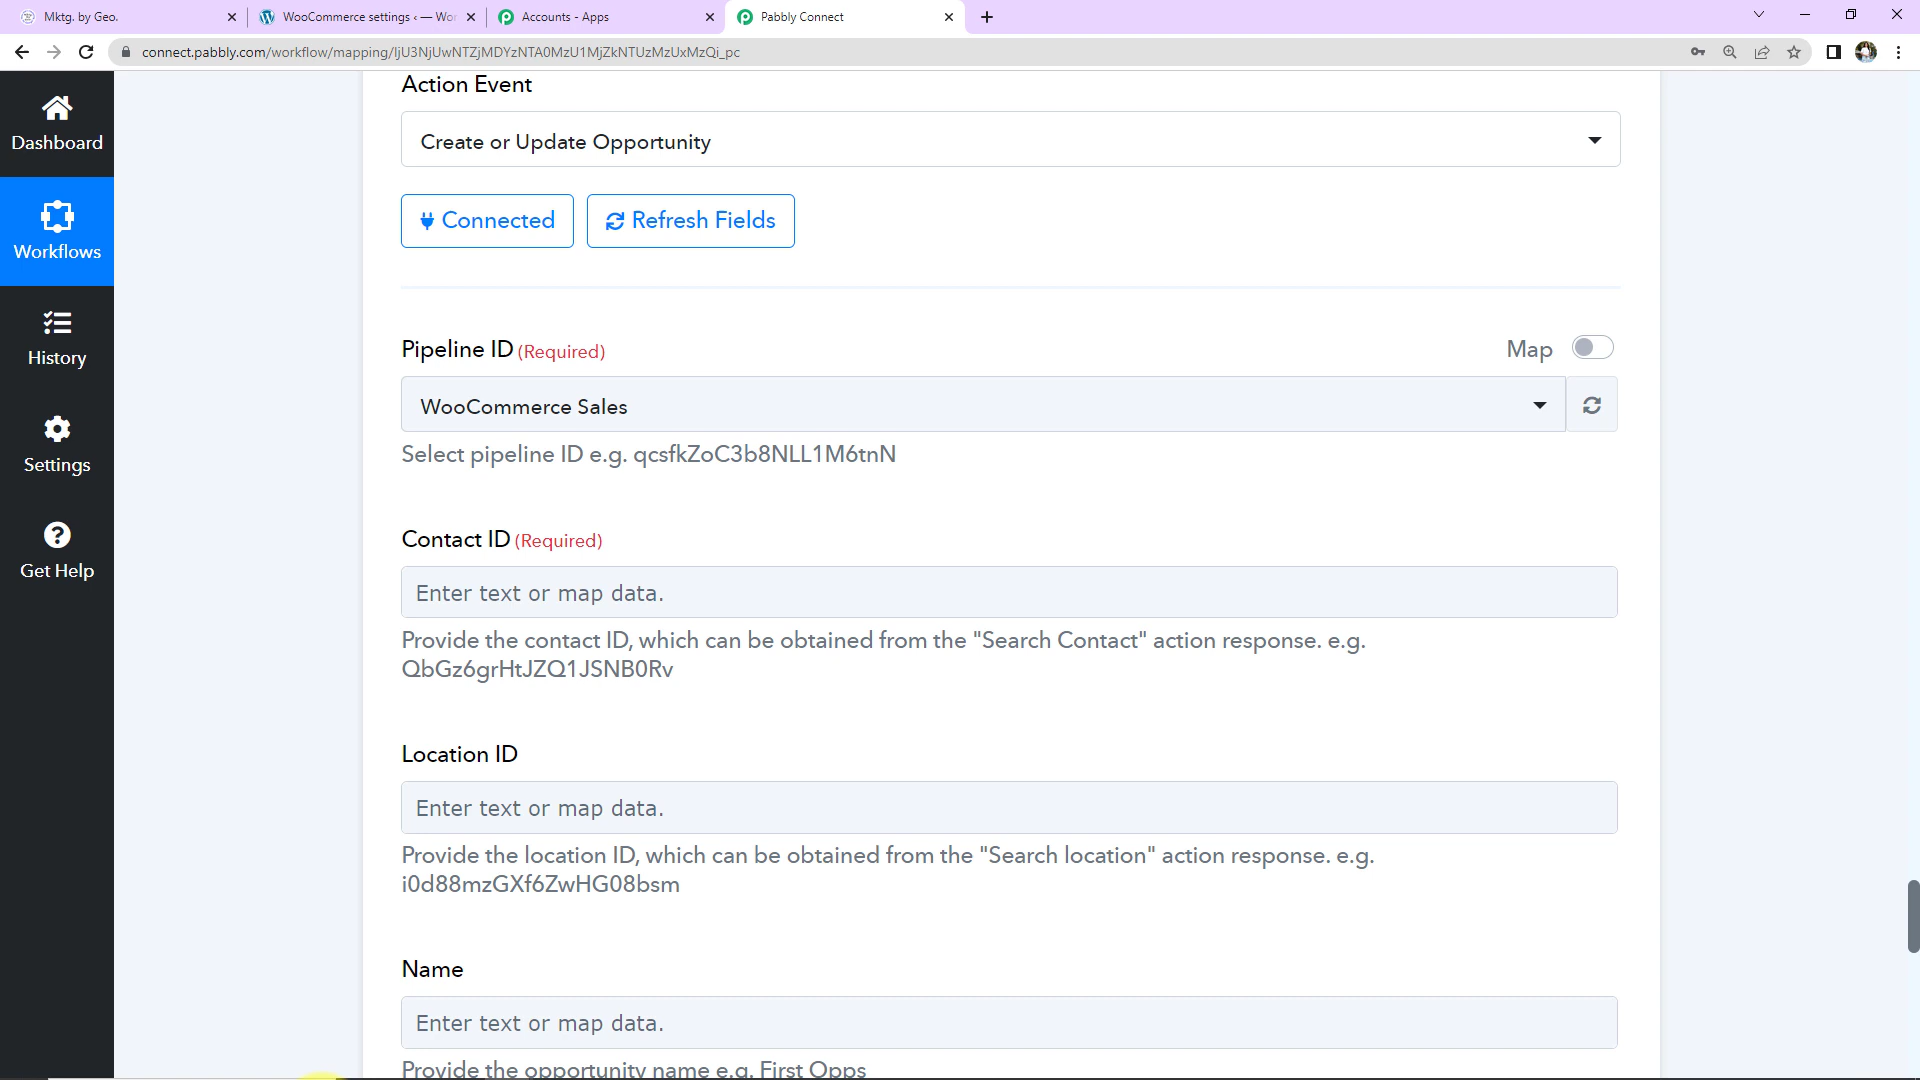 Mktg. by Geo.
WooCommerce settings ‹ — Wor
Accounts - Apps
Pabbly Connect
connect.pabbly.com/workflow/mapping/IjU3NjUwNTZjMDYzNTA0MzU1MjZkNTUzMzUxMzQi_pc
Dashboard
Workflows
History
Settings
Get Help
Action Event
Create or Update Opportunity
Connected
Refresh Fields
Pipeline ID (Required)
Map
WooCommerce Sales
Select pipeline ID e.g. qcsfkZoC3b8NLL1M6tnN
Contact ID (Required)
Enter text or map data.
Provide the contact ID, which can be obtained from the "Search Contact" action response. e.g.
QbGz6grHtJZQ1JSNB0Rv
Location ID
Enter text or map data.
Provide the location ID, which can be obtained from the "Search location" action response. e.g.
i0d88mzGXf6ZwHG08bsm
Name
Enter text or map data.
Provide the opportunity name e.g. First Opps